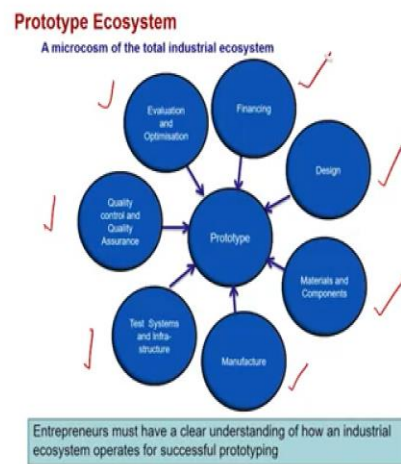 Prototype Ecosystem
A microcosm of the total industrial ecosystem
Evaluation
and
Optimisation
Financing
Design
Materials and
Components
Manufacture
Test Systems
and Infra-
structure
Quality
control and
Quality
Assurance
Prototype
Entrepreneurs must have a clear understanding of how an industrial
ecosystem operates for successful prototyping